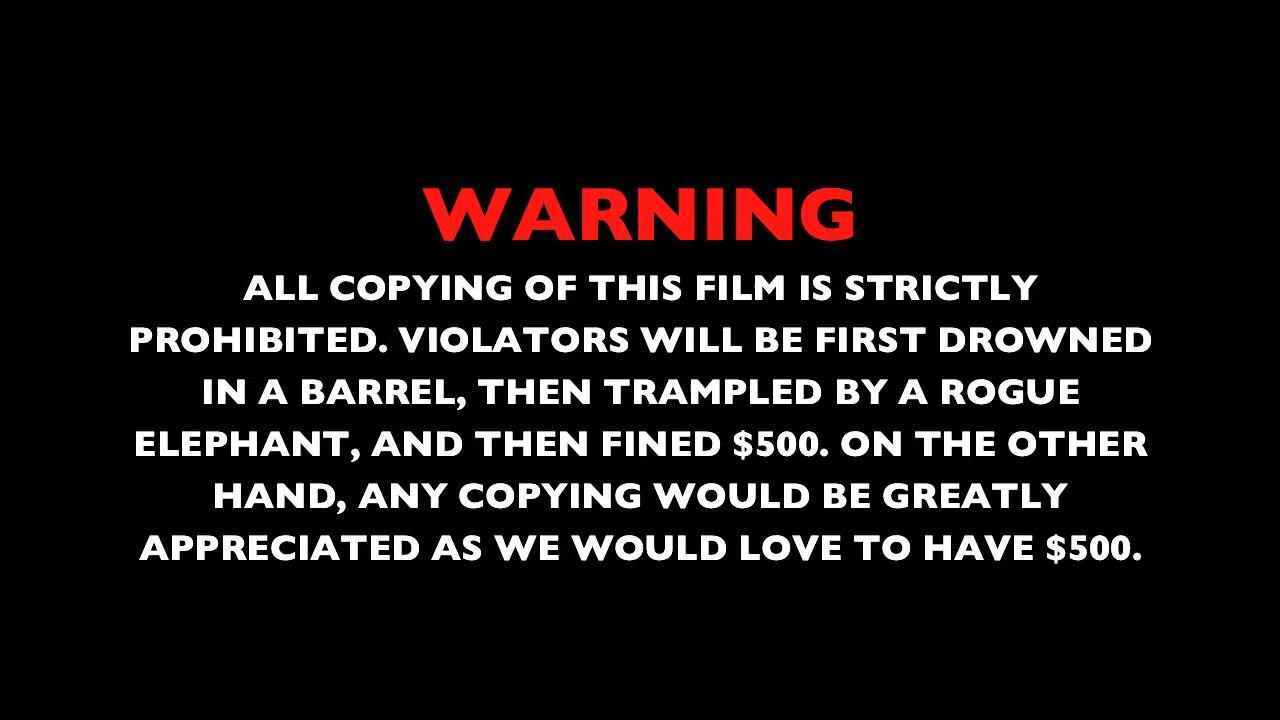 WARNING
ALL COPYING OF THIS FILM IS STRICTLY
PROHIBITED. VIOLATORS WILL BE FIRST DROWNED
IN A BARREL, THEN TRAMPLED BY A ROGUE
ELEPHANT, AND THEN FINED $500. ON THE OTHER
HAND, ANY COPYING WOULD BE GREATLY
APPRECIATED AS WE WOULD LOVE TO HAVE $500.